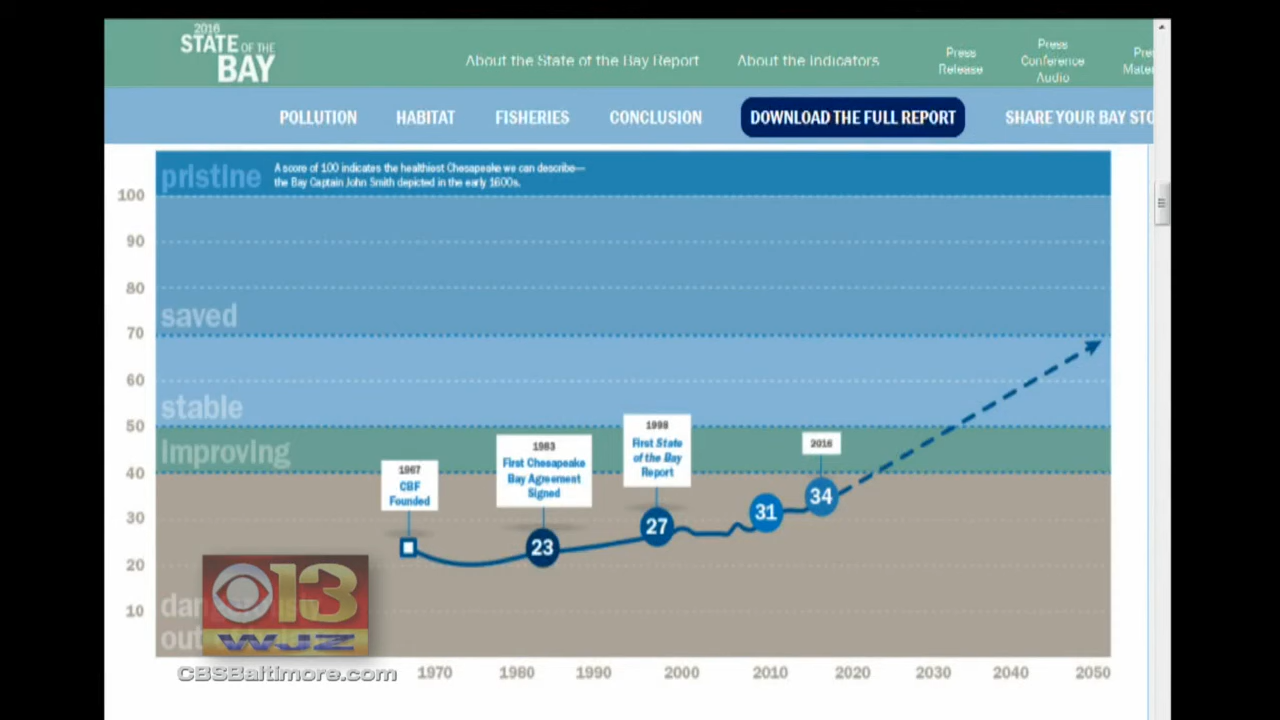 2016
STATE OF THE
BAY
About the State of the Bay Report
About the Indicators
Press
Release
Press
Conference
Audio
POLLUTION
HABITAT
FISHERIES
CONCLUSION
DOWNLOAD THE FULL REPORT
SHARE YOUR BAY
pristine
A score of 100 indicates the healthiest Chesapeake we can describe—
the Bay Captain John Smith depicted in the early 1600s.
100
90
80
saved
70
60
stable
50
Improving
40
30
20
10
1967
CBF
Founded
1983
First Chesapeake
Bay Agreement
Signed
23
1998
First State
of the Bay
Report
27
31
2016
34
CBS 13
WJZ
CBSBaltimore.com
1970
1980
1990
2000
2010
2020
2030
2040
2050